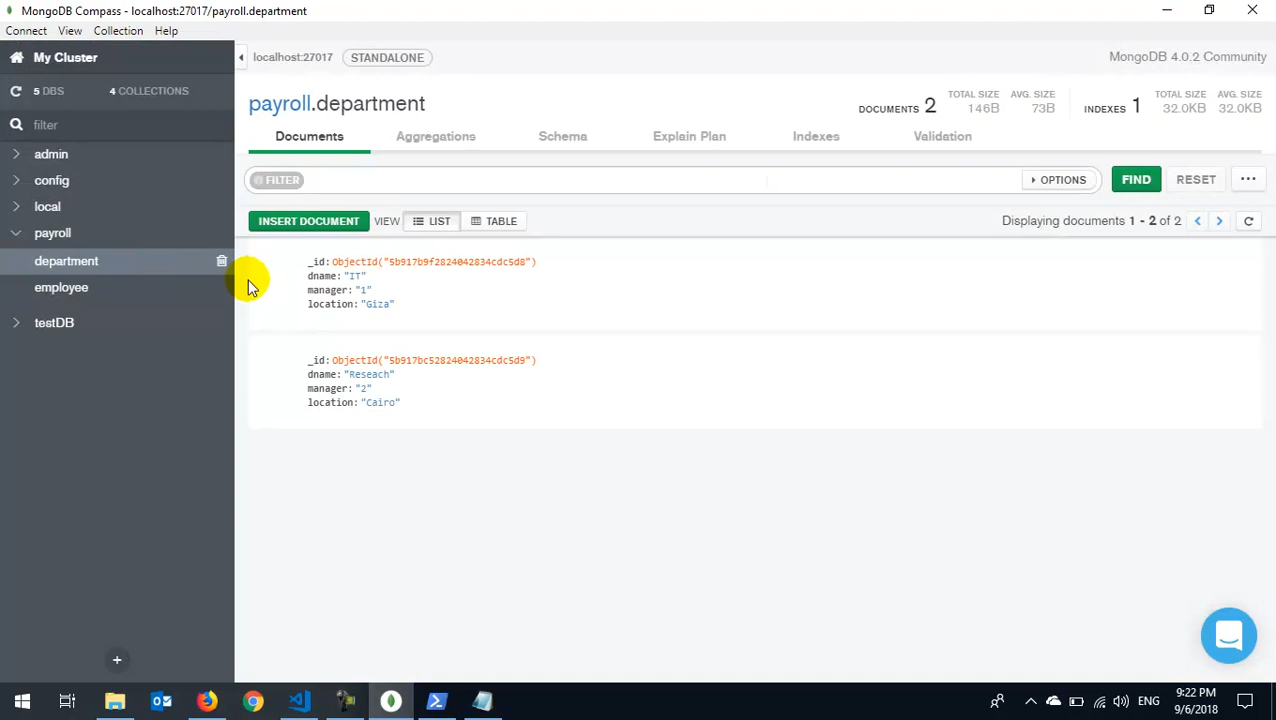 MongoDB Compass - localhost:27017/payroll.department
Connect View Collection Help
My Cluster
localhost:27017 STANDALONE
MongoDB 4.0.2 Community
5 DBS 4 COLLECTIONS
filter
payroll.department
DOCUMENTS 2
TOTAL SIZE 146B
AVG. SIZE 73B
INDEXES 1
TOTAL SIZE 32.0KB
AVG. SIZE 32.0KB
Documents Aggregations Schema Explain Plan Indexes Validation
admin
config
local
payroll
department
employee
testDB
FILTER OPTIONS FIND RESET ...
INSERT DOCUMENT VIEW LIST TABLE Displaying documents 1 - 2 of 2
_id: ObjectId("5b917b9f2824042834cdc5d8")
dname: "IT"
manager: "1"
location: "Giza"
_id: ObjectId("5b917bc52824042834cdc5d9")
dname: "Reseach"
manager: "2"
location: "Cairo"
ENG
9:22 PM
9/6/2018